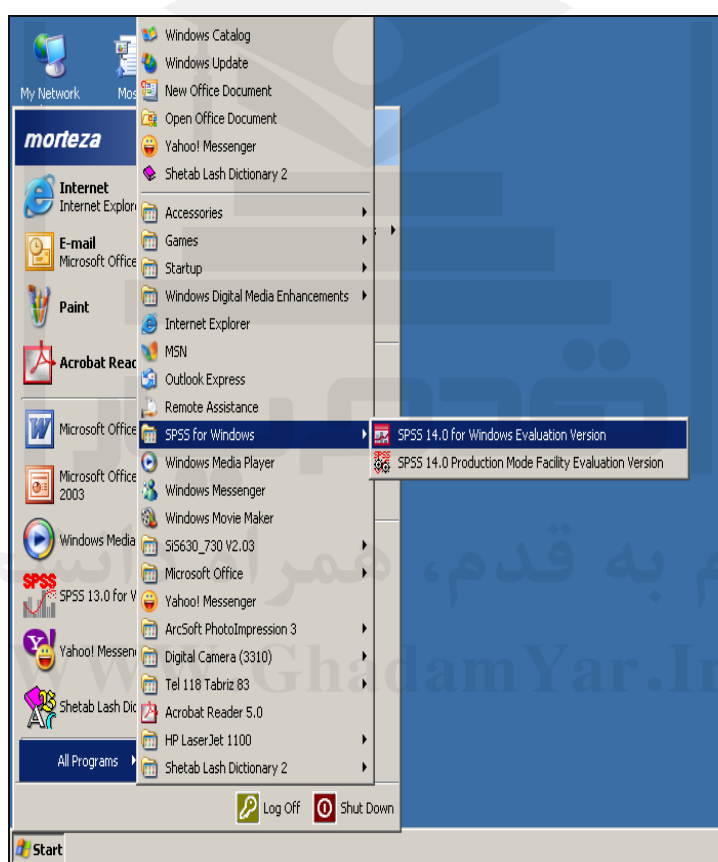 My Network
Mos
morteza
Internet
Internet Explor
E-mail
Microsoft Office
Paint
Acrobat Reac
Microsoft Office
Microsoft Office
2003
Windows Media
SPSS
SPSS 13.0 for V
Yahoo! Messen
Shetab Lash Dic
All Programs
Windows Catalog
Windows Update
New Office Document
Open Office Document
Yahoo! Messenger
Shetab Lash Dictionary 2
Accessories
Games
Startup
Windows Digital Media Enhancements
Internet Explorer
MSN
Outlook Express
Remote Assistance
SPSS for Windows
Windows Media Player
Windows Messenger
Windows Movie Maker
SiS630_730 V2.03
Microsoft Office
Yahoo! Messenger
ArcSoft PhotoImpression 3
Digital Camera (3310)
Tel 118 Tabriz 83
Acrobat Reader 5.0
HP LaserJet 1100
Shetab Lash Dictionary 2
SPSS 14.0 for Windows Evaluation Version
SPSS 14.0 Production Mode Facility Evaluation Version
Log Off
Shut Down
Start
به قدم، همراه
GhadamYar.Ir